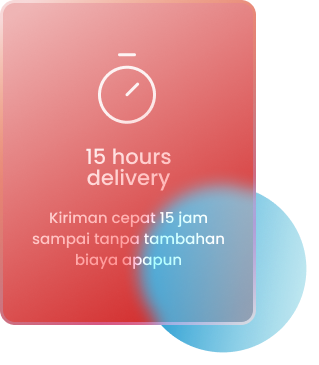 15 hours
delivery
Kiriman cepat 15 jam
sampai tanpa tambahan
biaya apapun